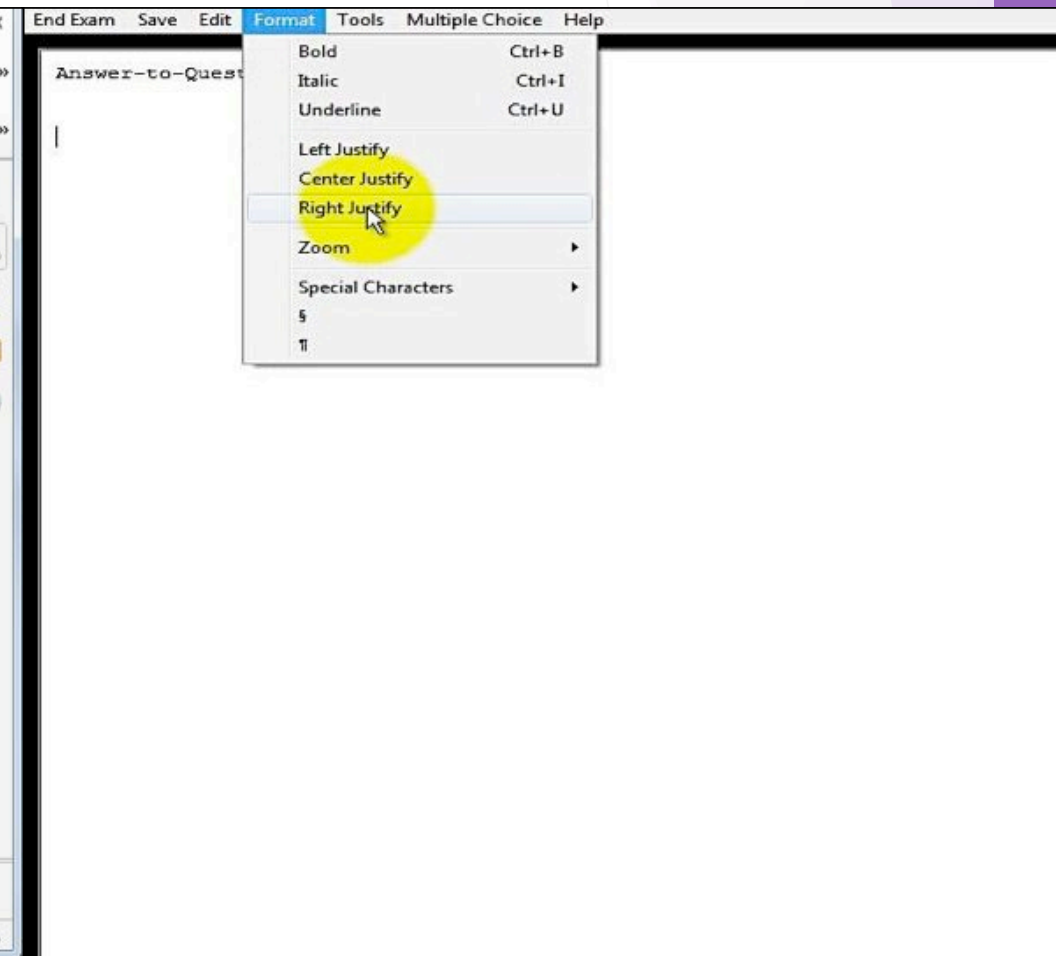 End Exam Save Edit Format Tools Multiple Choice Help
Answer-to-Quest
Bold Ctrl+B
Italic Ctrl+I
Underline Ctrl+U
Left Justify
Center Justify
Right Justify
Zoom
Special Characters
§
¶